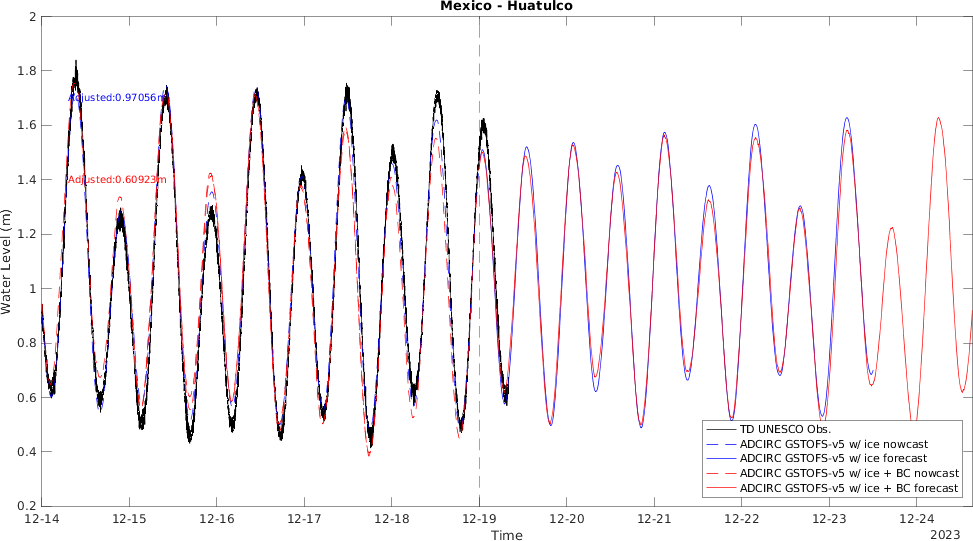 Mexico - Huatulco
Water Level (m)
2
1.8
1.6
1.4
1.2
1
0.8
0.6
0.4
0.2
Adjusted:0.97056m
Adjusted:0.60923m
TD UNESCO Obs.
ADCIRC GSTOFS-v5 w/ ice nowcast
ADCIRC GSTOFS-v5 w/ ice forecast
ADCIRC GSTOFS-v5 w/ ice + BC nowcast
ADCIRC GSTOFS-v5 w/ ice + BC forecast
12-14 12-15 12-16 12-17 12-18 12-19 12-20 12-21 12-22 12-23 12-24
Time
2023